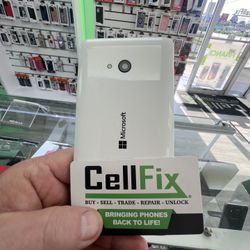 Microsoft
CellFix
BUY - SELL - TRADE - REPAIR - UNLOCK
BRINGING PHONES
BACK TO LIFE!